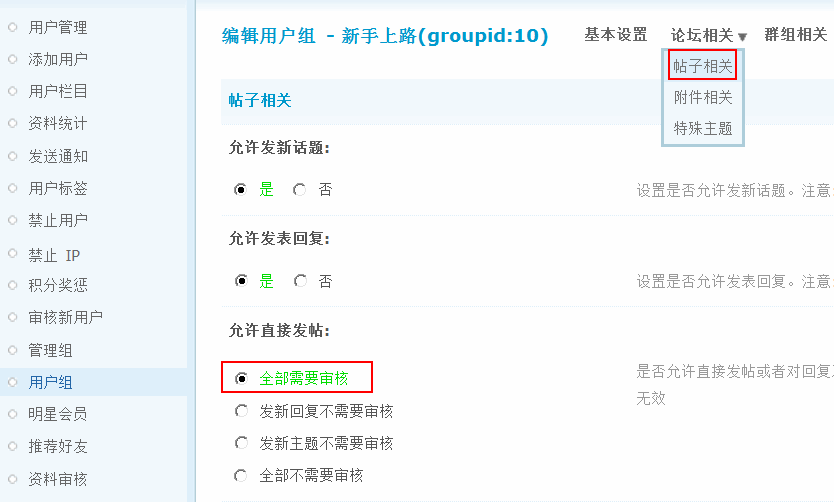 用户管理
添加用户
用户栏目
资料统计
发送通知
用户标签
禁止用户
禁止 IP
积分奖惩
审核新用户
管理组
用户组
明星会员
推荐好友
资料审核
编辑用户组 - 新手上路(groupid:10)
基本设置 论坛相关 群组相关
帖子相关
附件相关
特殊主题
帖子相关
允许发新话题:
是 否
设置是否允许发新话题。注意:
允许发表回复:
是 否
设置是否允许发表回复。注意:
允许直接发帖:
全部需要审核
发新回复不需要审核
发新主题不需要审核
全部不需要审核
是否允许直接发帖或者对回复
无效